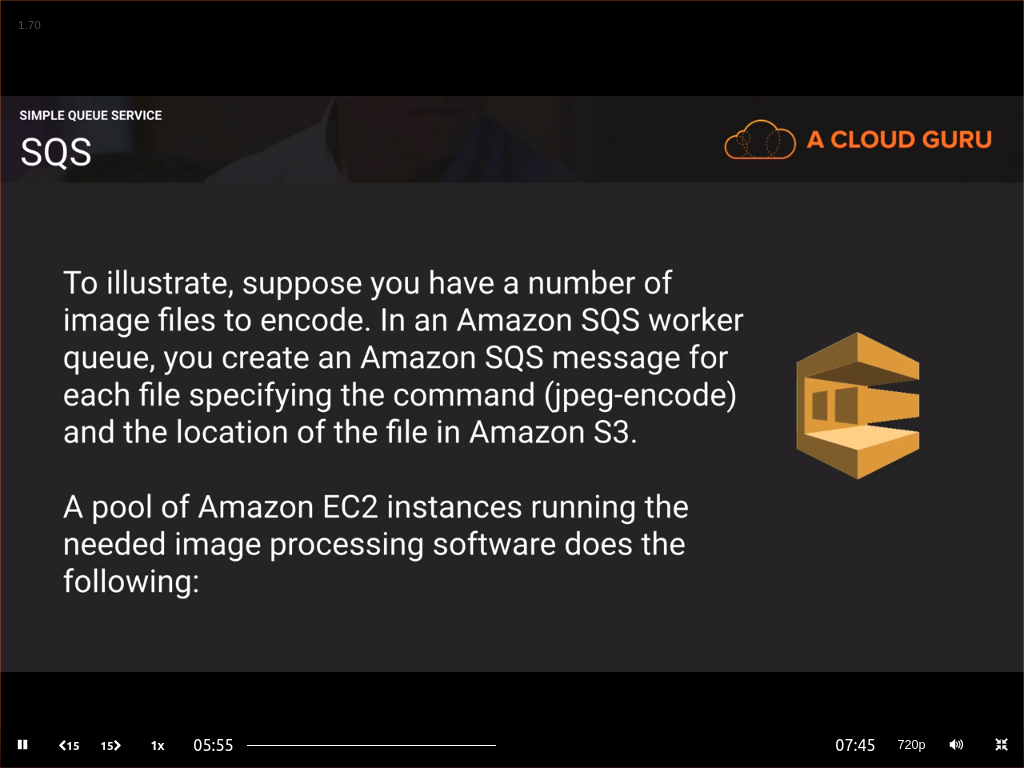 1.70
SIMPLE QUEUE SERVICE
SQS
A CLOUD GURU
To illustrate, suppose you have a number of
image files to encode. In an Amazon SQS worker
queue, you create an Amazon SQS message for
each file specifying the command (jpeg-encode)
and the location of the file in Amazon S3.
A pool of Amazon EC2 instances running the
needed image processing software does the
following:
15 15 1x 05:55 07:45 720p